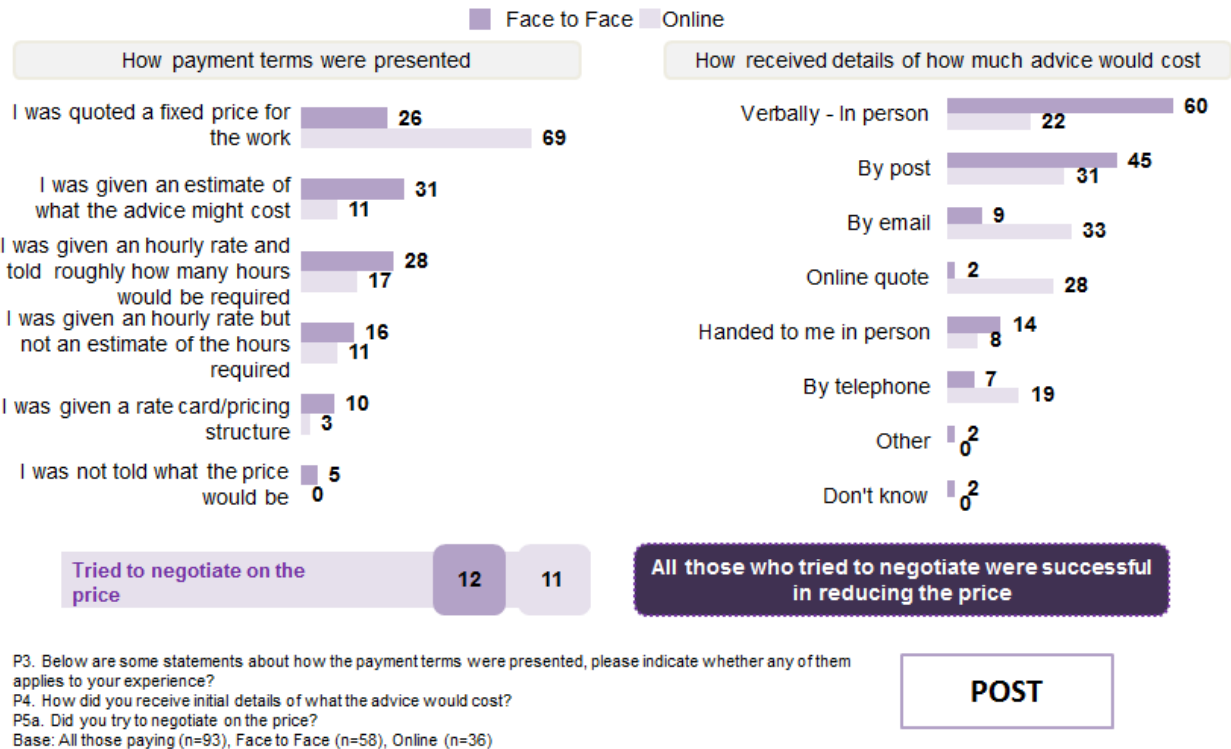 Face to Face Online
How payment terms were presented
I was quoted a fixed price for
the work
26
69
I was given an estimate of
what the advice might cost
31
11
I was given an hourly rate and
told roughly how many hours
would be required
28
17
I was given an hourly rate but
not an estimate of the hours
required
16
11
I was given a rate card/pricing
structure
10
3
I was not told what the price
would be
5
0
How received details of how much advice would cost
Verbally - In person
60
22
By post
45
31
By email
9
33
Online quote
2
28
Handed to me in person
14
8
By telephone
7
19
Other
2
0
Don't know
2
0
Tried to negotiate on the
price
12
11
All those who tried to negotiate were successful
in reducing the price
P3. Below are some statements about how the payment terms were presented, please indicate whether any of them
applies to your experience?
P4. How did you receive initial details of what the advice would cost?
P5a. Did you try to negotiate on the price?
Base: All those paying (n=93), Face to Face (n=58), Online (n=36)
POST